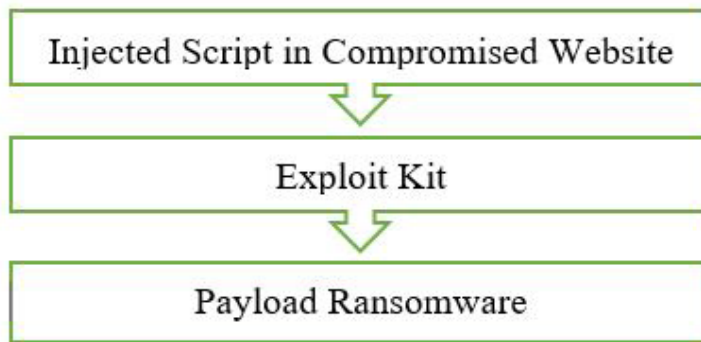 Injected Script in Compromised Website
Exploit Kit
Payload Ransomware